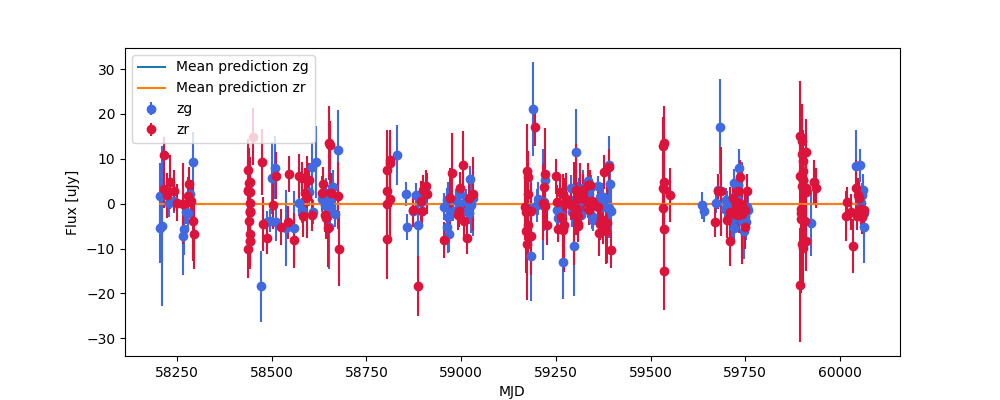 Mean prediction zg
Mean prediction zr
zg
zr
Flux [uJy]
30
20
10
0
−10
−20
−30
58250
58500
58750
59000
59250
59500
59750
60000
MJD